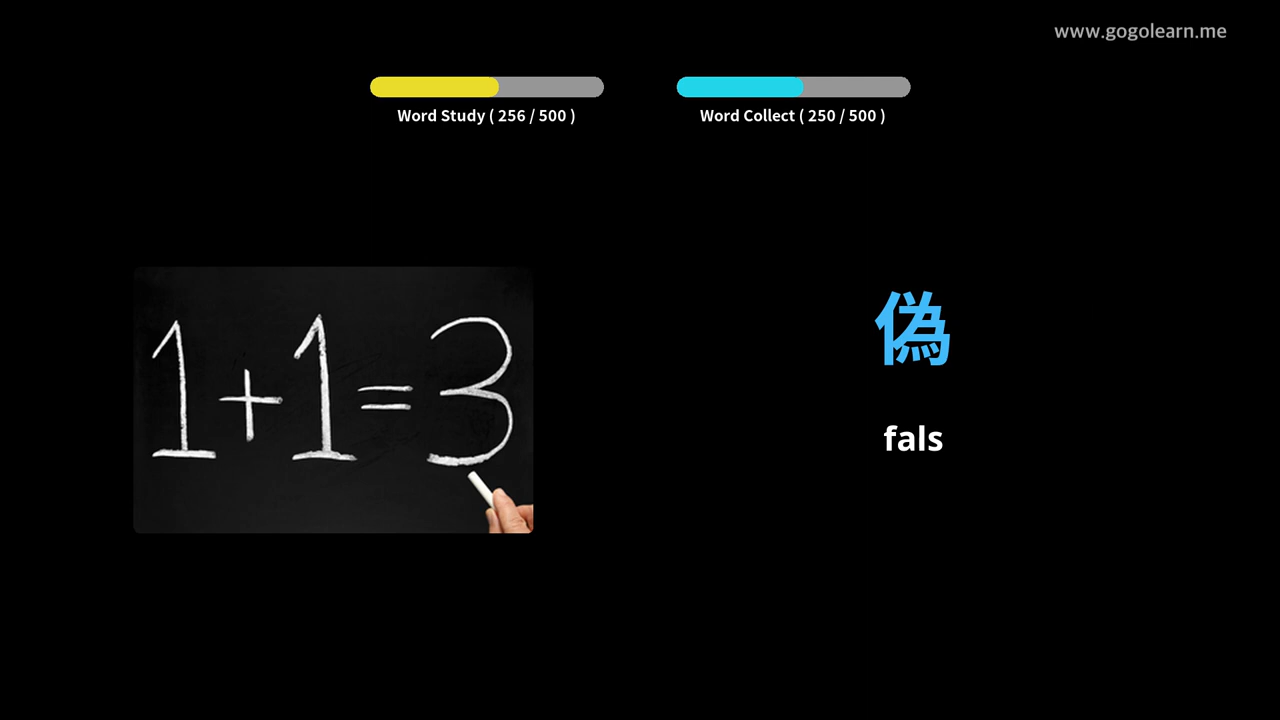 www.gogolearn.me
Word Study ( 256 / 500 )
Word Collect ( 250 / 500 )
1+1=3
偽
fals